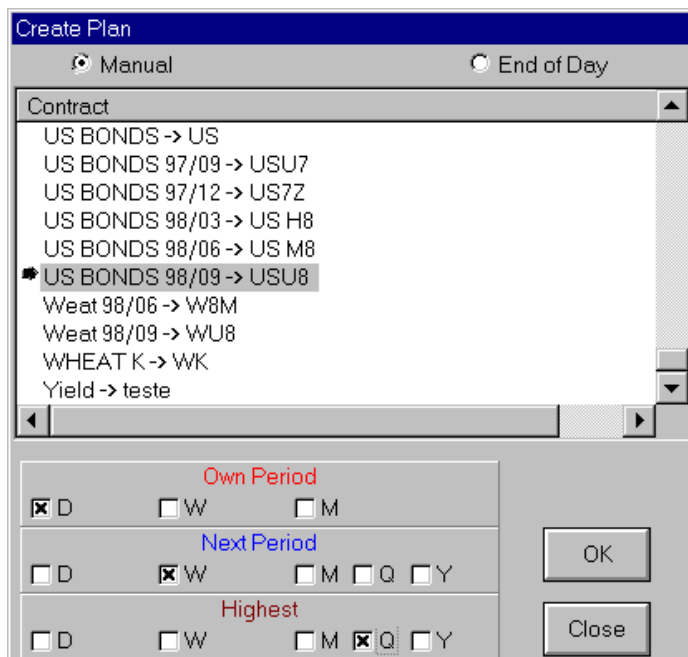 Create Plan
Manual End of Day
Contract
US BONDS -> US
US BONDS 97/09 -> USU7
US BONDS 97/12 -> US7Z
US BONDS 98/03 -> US H8
US BONDS 98/06 -> US M8
US BONDS 98/09 -> USU8
Weat 98/06 -> W8M
Weat 98/09 -> WU8
WHEAT K -> WK
Yield -> teste
Own Period
D W M
Next Period
D W M Q Y
OK
Highest
D W M Q Y
Close